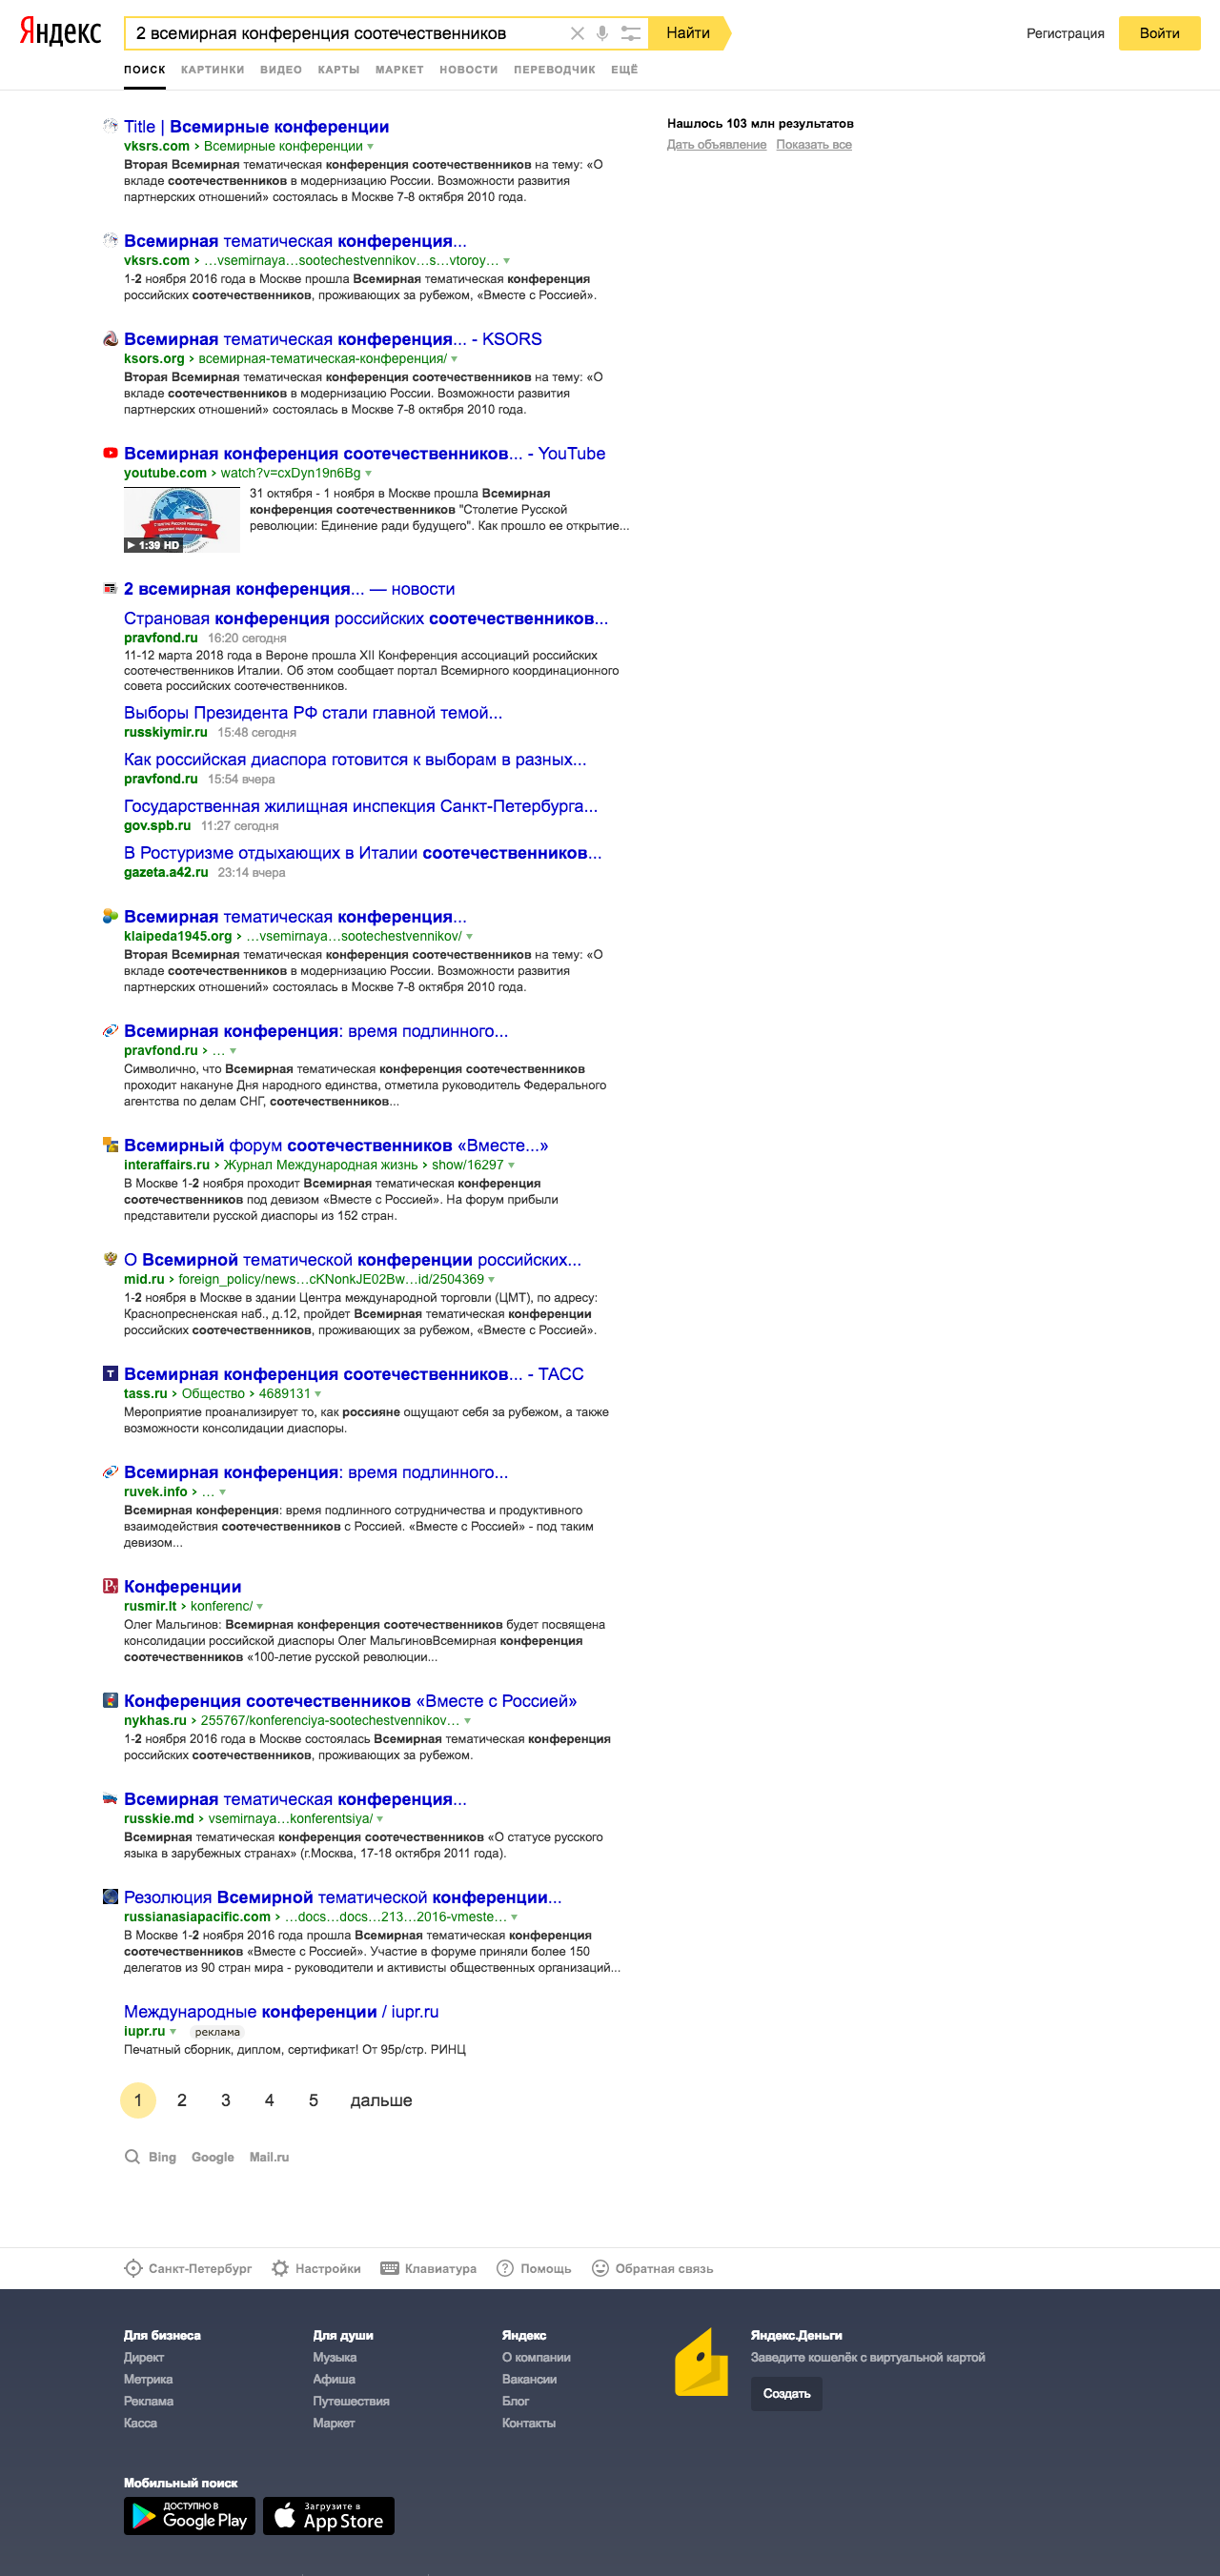 Яндекс
2 всемирная конференция соотечественников
Найти
Регистрация
Войти
ПОИСК КАРТИНКИ ВИДЕО КАРТЫ МАРКЕТ НОВОСТИ ПЕРЕВОДЧИК ЕЩЁ
Title | Всемирные конференции
vksrs.com › Всемирные конференции
Вторая Всемирная тематическая конференция соотечественников на тему: «О
вкладе соотечественников в модернизацию России. Возможности развития
партнерских отношений» состоялась в Москве 7-8 октября 2010 года.
Нашлось 103 млн результатов
Дать объявление Показать все
Всемирная тематическая конференция...
vksrs.com › …vsemirnaya…sootechestvennikov…s…vtoroy…
1-2 ноября 2016 года в Москве прошла Всемирная тематическая конференция
российских соотечественников, проживающих за рубежом, «Вместе с Россией».
Всемирная тематическая конференция... - KSORS
ksors.org › всемирная-тематическая-конференция/
Вторая Всемирная тематическая конференция соотечественников на тему: «О
вкладе соотечественников в модернизацию России. Возможности развития
партнерских отношений» состоялась в Москве 7-8 октября 2010 года.
Всемирная конференция соотечественников... - YouTube
youtube.com › watch?v=cxDyn19n6Bg
31 октября - 1 ноября в Москве прошла Всемирная
конференция соотечественников "Столетие Русской
революции: Единение ради будущего". Как прошло ее открытие...
1:39 HD
2 всемирная конференция... — новости
Страновая конференция российских соотечественников...
pravfond.ru 16:20 сегодня
11-12 марта 2018 года в Вероне прошла XII Конференция ассоциаций российских
соотечественников Италии. Об этом сообщает портал Всемирного координационного
совета российских соотечественников.
Выборы Президента РФ стали главной темой...
russkiymir.ru 15:48 сегодня
Как российская диаспора готовится к выборам в разных...
pravfond.ru 15:54 вчера
Государственная жилищная инспекция Санкт-Петербурга...
gov.spb.ru 11:27 сегодня
В Ростуризме отдыхающих в Италии соотечественников...
gazeta.a42.ru 23:14 вчера
Всемирная тематическая конференция...
klaipeda1945.org › …vsemirnaya…sootechestvennikov/
Вторая Всемирная тематическая конференция соотечественников на тему: «О
вкладе соотечественников в модернизацию России. Возможности развития
партнерских отношений» состоялась в Москве 7-8 октября 2010 года.
Всемирная конференция: время подлинного...
pravfond.ru › …
Символично, что Всемирная тематическая конференция соотечественников
проходит накануне Дня народного единства, отметила руководитель Федерального
агентства по делам СНГ, соотечественников...
Всемирный форум соотечественников «Вместе...»
interaffairs.ru › Журнал Международная жизнь › show/16297
В Москве 1-2 ноября проходит Всемирная тематическая конференция
соотечественников под девизом «Вместе с Россией». На форум прибыли
представители русской диаспоры из 152 стран.
О Всемирной тематической конференции российских...
mid.ru › foreign_policy/news…cKNonkJE02Bw…id/2504369
1-2 ноября в Москве в здании Центра международной торговли (ЦМТ), по адресу:
Краснопресненская наб., д.12, пройдет Всемирная тематическая конференции
российских соотечественников, проживающих за рубежом, «Вместе с Россией».
Всемирная конференция соотечественников... - ТАСС
tass.ru › Общество › 4689131
Мероприятие проанализирует то, как россияне ощущают себя за рубежом, а также
возможности консолидации диаспоры.
Всемирная конференция: время подлинного...
ruvek.info › …
Всемирная конференция: время подлинного сотрудничества и продуктивного
взаимодействия соотечественников с Россией. «Вместе с Россией» - под таким
девизом...
Конференции
rusmir.lt › konferenc/
Олег Мальгинов: Всемирная конференция соотечественников будет посвящена
консолидации российской диаспоры Олег МальгиновВсемирная конференция
соотечественников «100-летие русской революции...
Конференция соотечественников «Вместе с Россией»
nykhas.ru › 255767/konferenciya-sootechestvennikov…
1-2 ноября 2016 года в Москве состоялась Всемирная тематическая конференция
российских соотечественников, проживающих за рубежом.
Всемирная тематическая конференция...
russkie.md › vsemirnaya…konferentsiya/
Всемирная тематическая конференция соотечественников «О статусе русского
языка в зарубежных странах» (г.Москва, 17-18 октября 2011 года).
Резолюция Всемирной тематической конференции...
russianasiapacific.com › …docs…docs…213…2016-vmeste…
В Москве 1-2 ноября 2016 года прошла Всемирная тематическая конференция
соотечественников «Вместе с Россией». Участие в форуме приняли более 150
делегатов из 90 стран мира - руководители и активисты общественных организаций...
Международные конференции / iupr.ru
iupr.ru реклама
Печатный сборник, диплом, сертификат! От 95р/стр. РИНЦ
1 2 3 4 5 дальше
Bing Google Mail.ru
Санкт-Петербург Настройки Клавиатура Помощь Обратная связь
Для бизнеса
Директ
Метрика
Реклама
Касса
Для души
Музыка
Афиша
Путешествия
Маркет
Яндекс
О компании
Вакансии
Блог
Контакты
Яндекс.Деньги
Заведите кошелёк с виртуальной картой
Создать
Мобильный поиск
ДОСТУПНО В
Google Play
Загрузите в
App Store